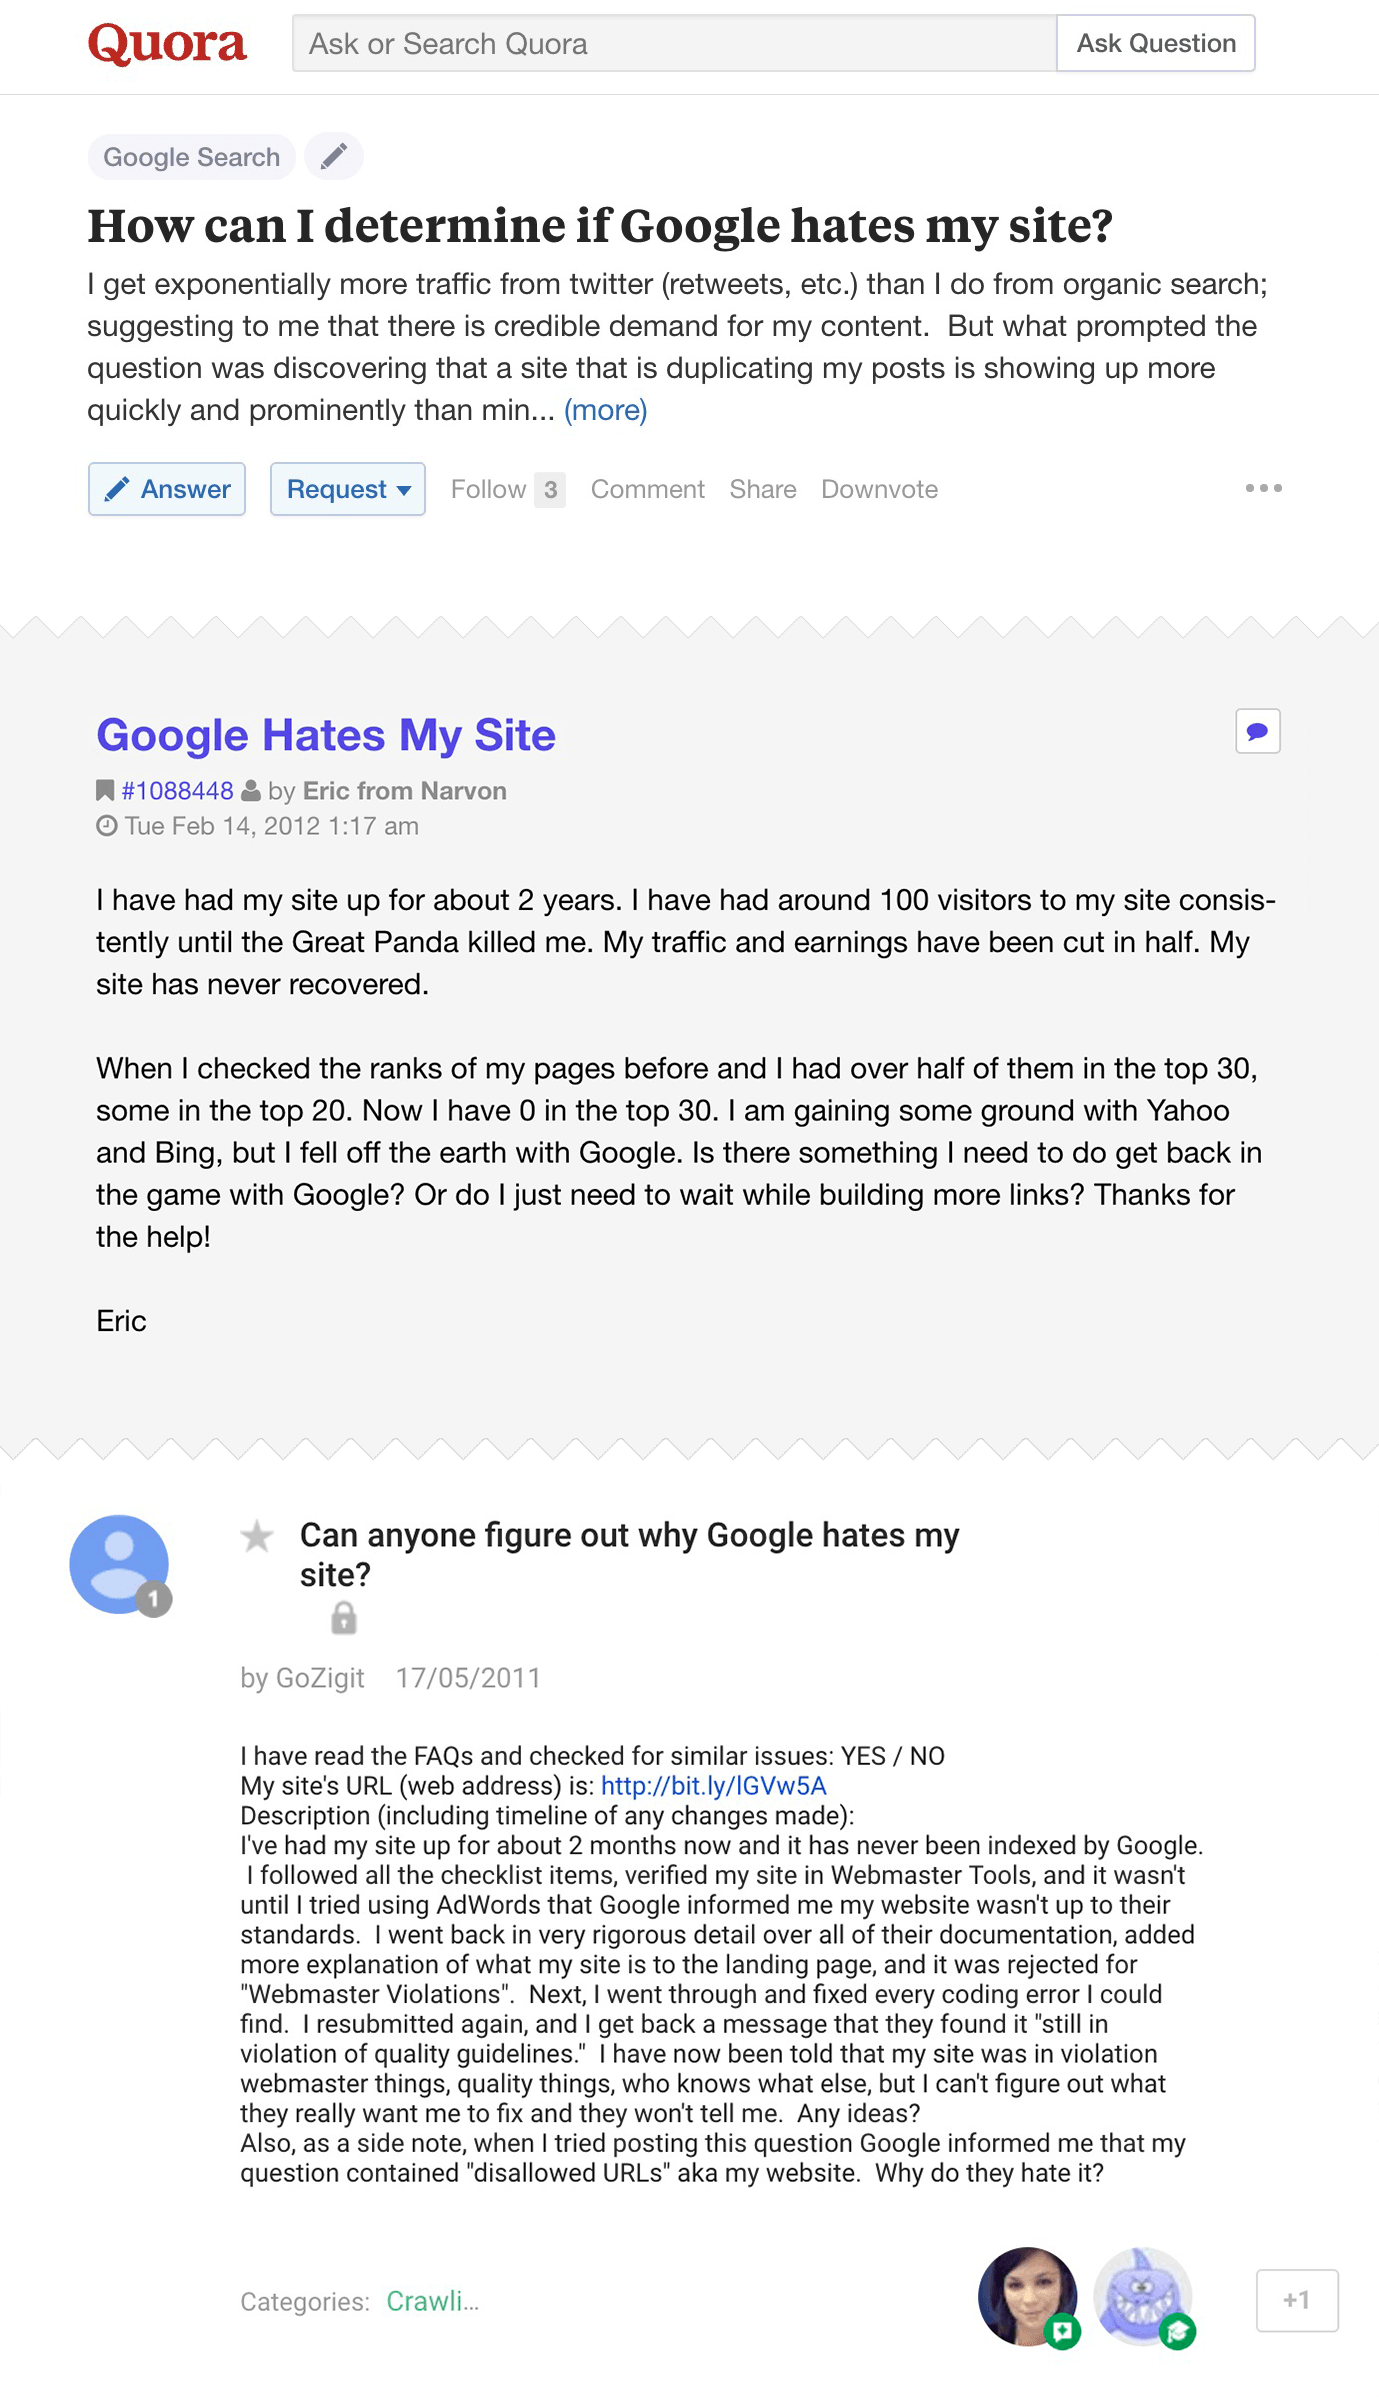 Quora
Ask or Search Quora
Ask Question
Google Search
How can I determine if Google hates my site?
I get exponentially more traffic from twitter (retweets, etc.) than I do from organic search;
suggesting to me that there is credible demand for my content.  But what prompted the
question was discovering that a site that is duplicating my posts is showing up more
quickly and prominently than min... (more)
Answer
Request
Follow 3
Comment
Share
Downvote
Google Hates My Site
#1088448 by Eric from Narvon
Tue Feb 14, 2012 1:17 am
I have had my site up for about 2 years. I have had around 100 visitors to my site consis-
tently until the Great Panda killed me. My traffic and earnings have been cut in half. My
site has never recovered.
When I checked the ranks of my pages before and I had over half of them in the top 30,
some in the top 20. Now I have 0 in the top 30. I am gaining some ground with Yahoo
and Bing, but I fell off the earth with Google. Is there something I need to do get back in
the game with Google? Or do I just need to wait while building more links? Thanks for
the help!
Eric
1
Can anyone figure out why Google hates my
site?
by GoZigit 17/05/2011
I have read the FAQs and checked for similar issues: YES / NO
My site's URL (web address) is: http://bit.ly/lGVw5A
Description (including timeline of any changes made):
I've had my site up for about 2 months now and it has never been indexed by Google.
I followed all the checklist items, verified my site in Webmaster Tools, and it wasn't
until I tried using AdWords that Google informed me my website wasn't up to their
standards.  I went back in very rigorous detail over all of their documentation, added
more explanation of what my site is to the landing page, and it was rejected for
"Webmaster Violations".  Next, I went through and fixed every coding error I could
find.  I resubmitted again, and I get back a message that they found it "still in
violation of quality guidelines."  I have now been told that my site was in violation
webmaster things, quality things, who knows what else, but I can't figure out what
they really want me to fix and they won't tell me.  Any ideas?
Also, as a side note, when I tried posting this question Google informed me that my
question contained "disallowed URLs" aka my website.  Why do they hate it?
Categories: Crawli...
+1